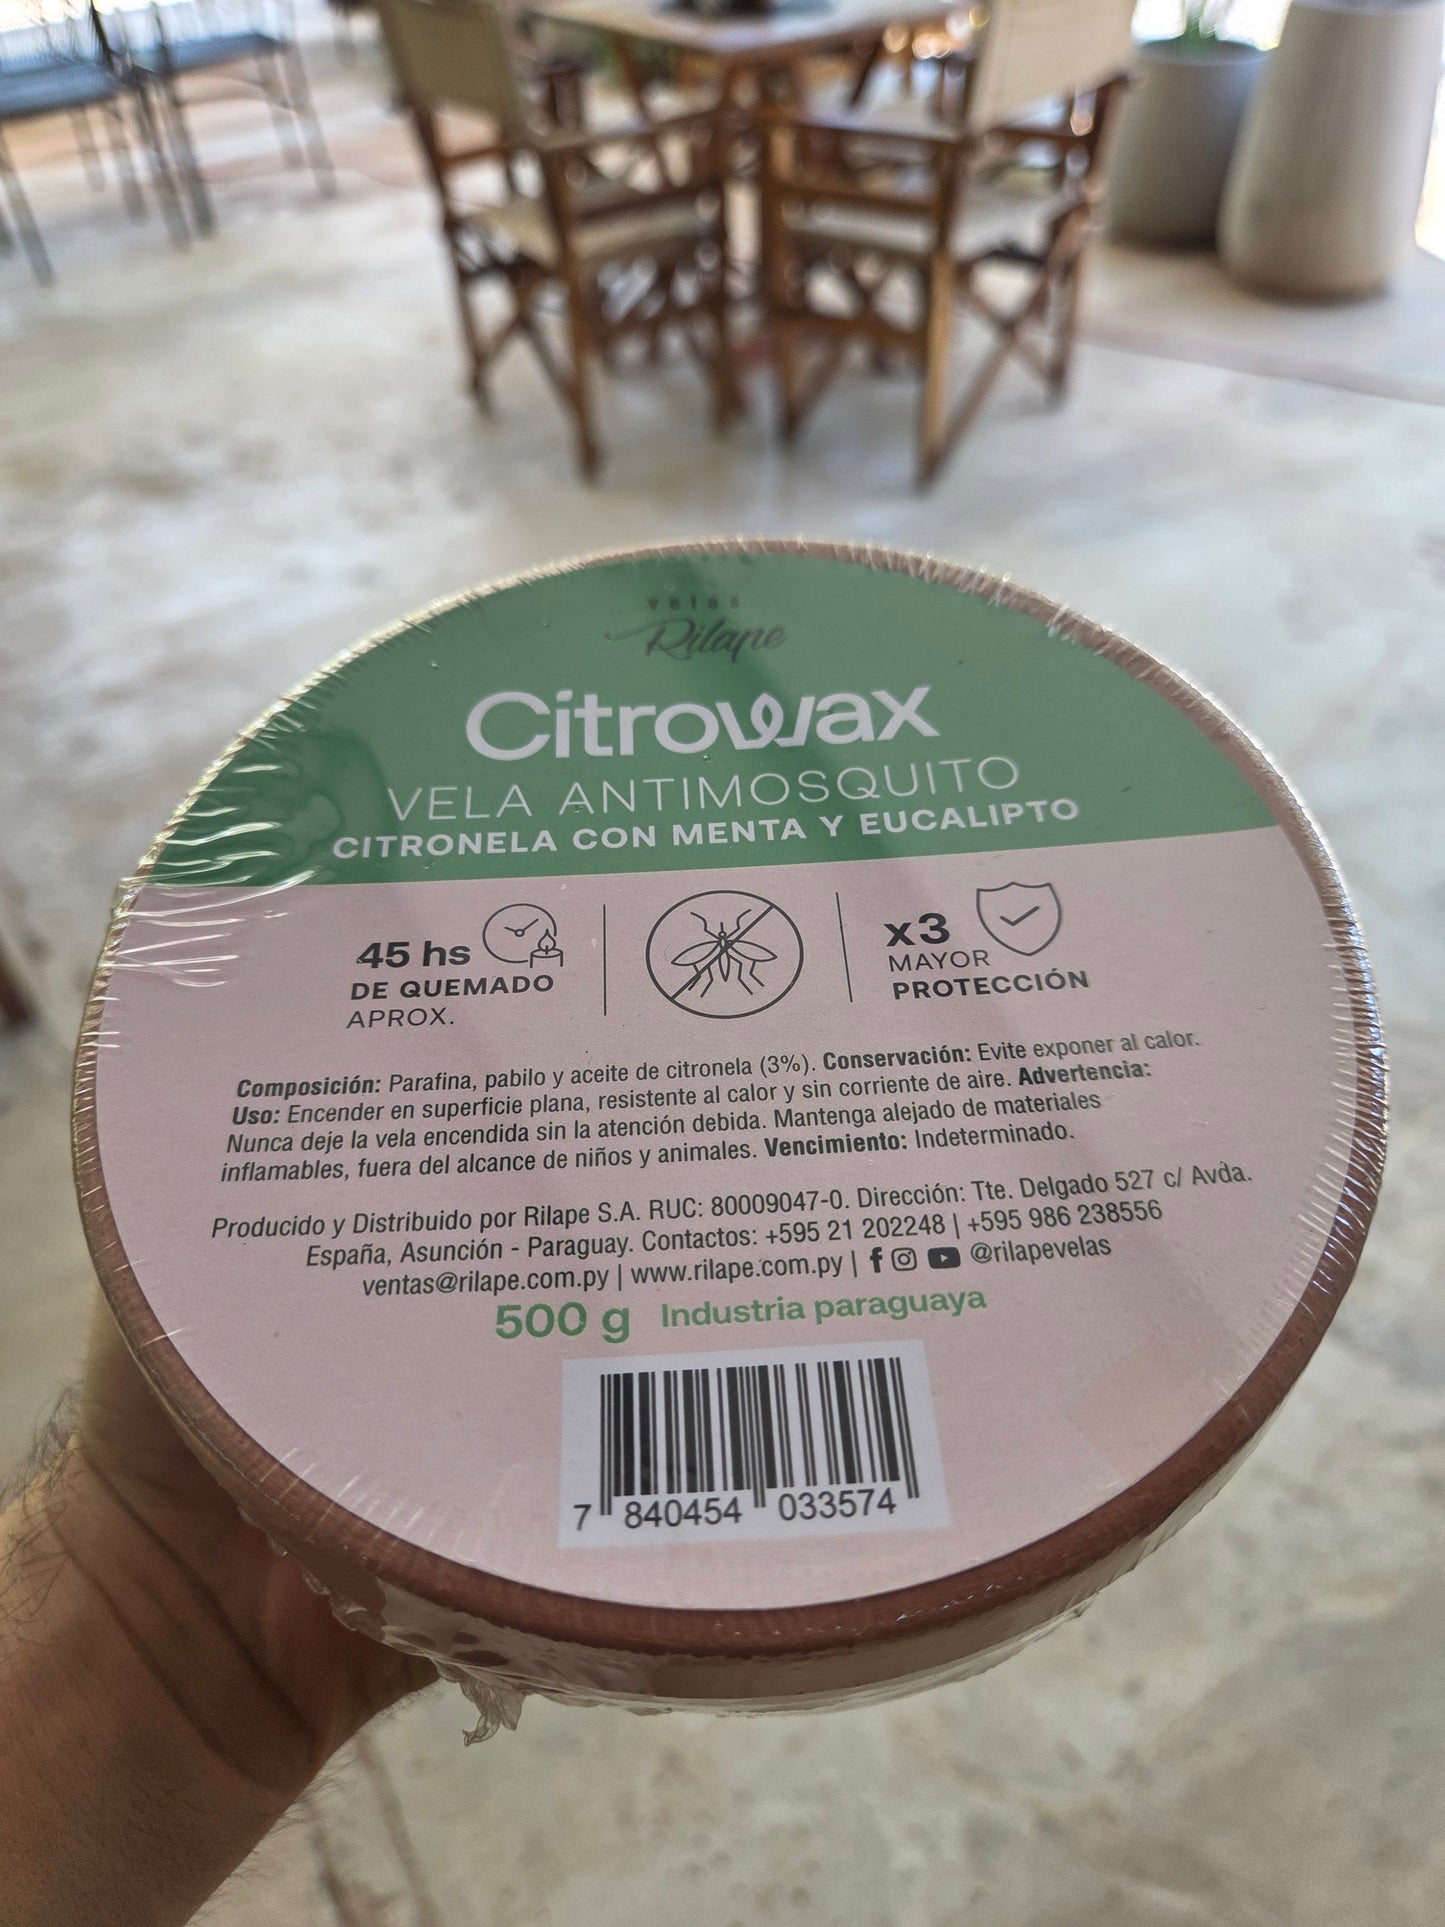 velas
Rilape
Citrowax
VELA ANTIMOSQUITO
CITRONELA CON MENTA Y EUCALIPTO
45 hs
DE QUEMADO
APROX.
x3
MAYOR
PROTECCIÓN
Composición: Parafina, pabilo y aceite de citronela (3%). Conservación: Evite exponer al calor.
Uso: Encender en superficie plana, resistente al calor y sin corriente de aire. Advertencia:
Nunca deje la vela encendida sin la atención debida. Mantenga alejado de materiales
inflamables, fuera del alcance de niños y animales. Vencimiento: Indeterminado.
Producido y Distribuido por Rilape S.A. RUC: 80009047-0. Dirección: Tte. Delgado 527 c/ Avda.
España, Asunción - Paraguay. Contactos: +595 21 202248 | +595 986 238556
ventas@rilape.com.py | www.rilape.com.py | @rilapevelas
500 g Industria paraguaya
7 840454 033574